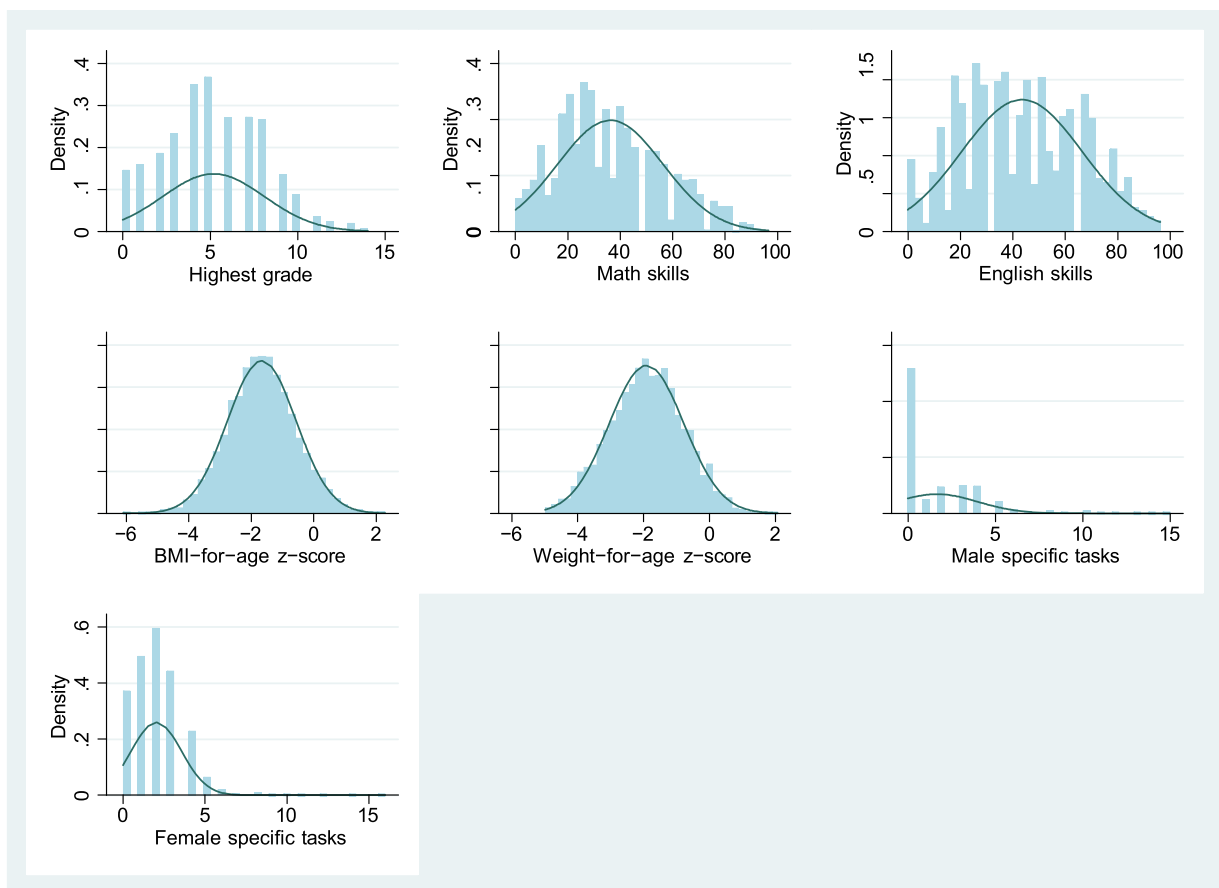 Density
.4
.3
.2
.1
0
0 5 10 15
Highest grade
Density
.4
.3
.2
.1
0
0 20 40 60 80 100
Math skills
Density
1.5
1
.5
0
0 20 40 60 80 100
English skills
−6 −4 −2 0 2
BMI−for−age z−score
−6 −4 −2 0 2
Weight−for−age z−score
0 5 10 15
Male specific tasks
Density
.6
.4
.2
0
0 5 10 15
Female specific tasks